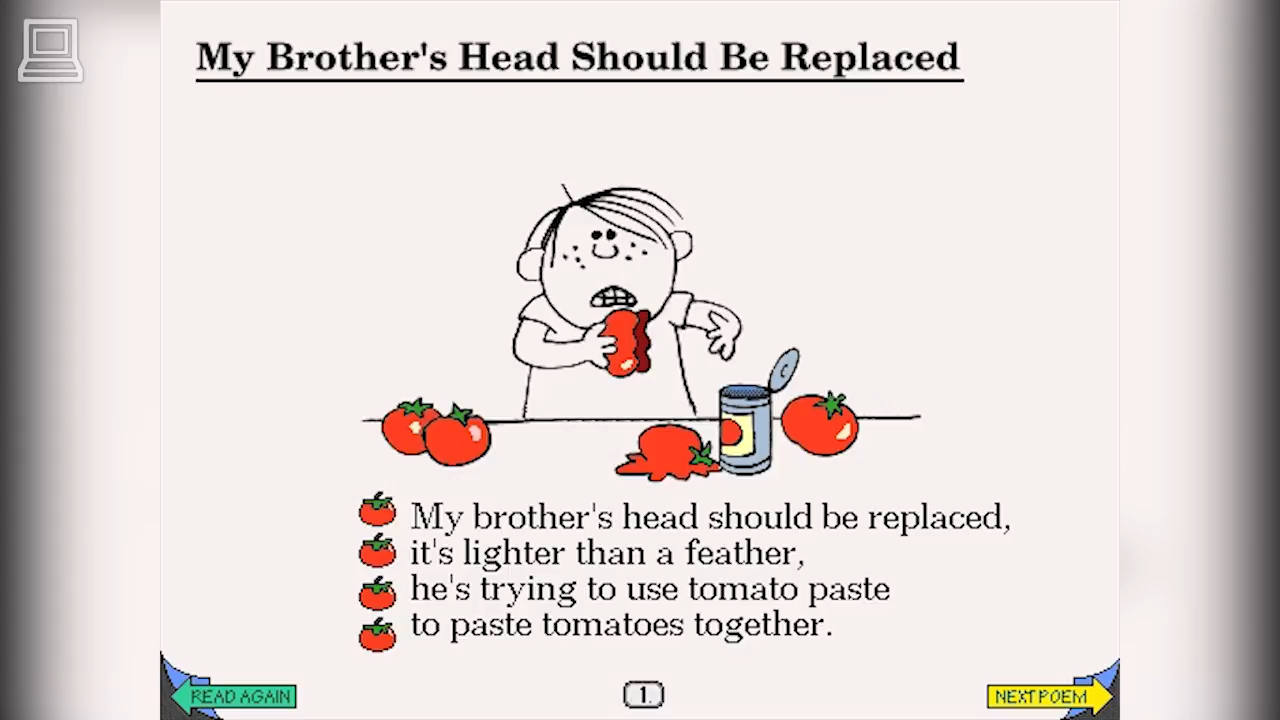 My Brother's Head Should Be Replaced
My brother's head should be replaced,
it's lighter than a feather,
he's trying to use tomato paste
to paste tomatoes together.
READ AGAIN
1
NEXT POEM